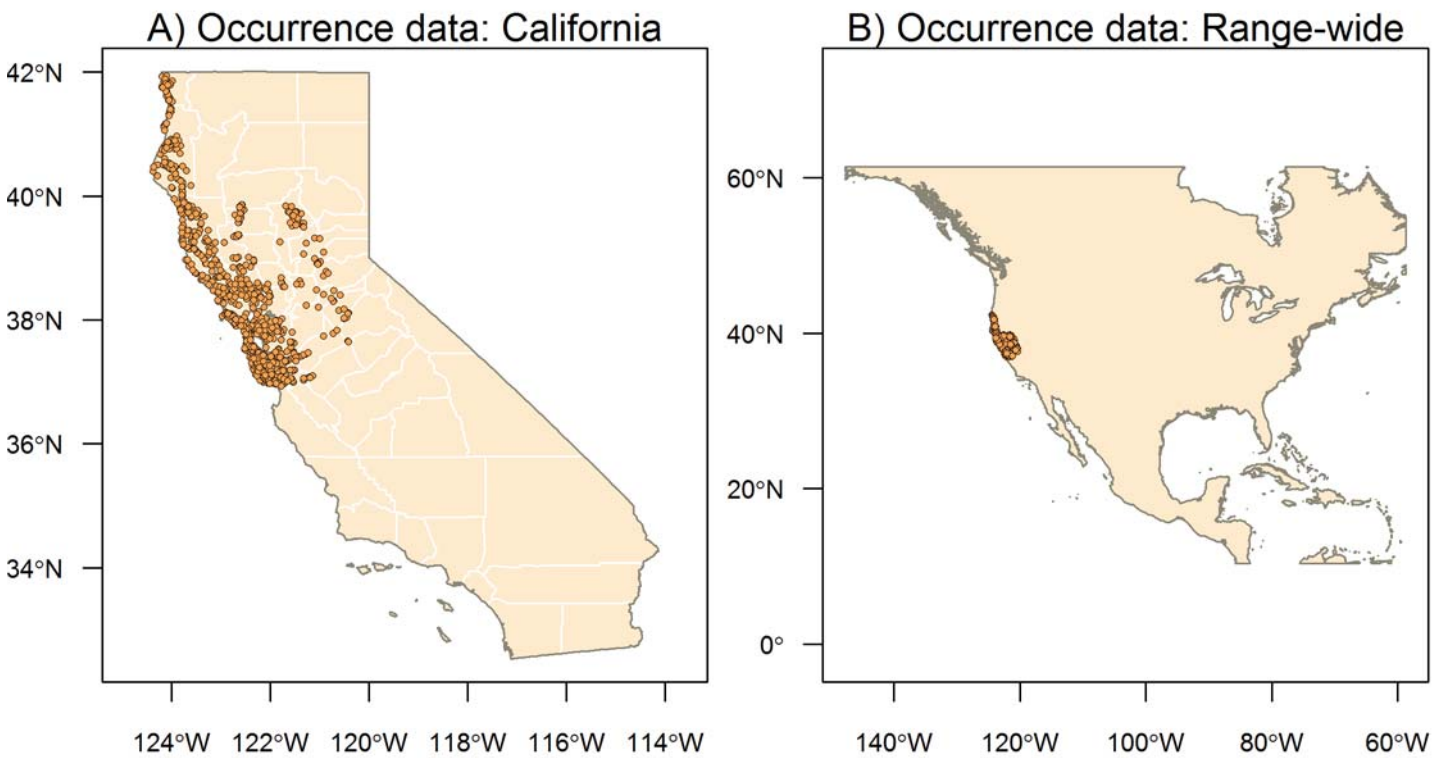 A) Occurrence data: California
42°N
40°N
38°N
36°N
34°N
124°W 122°W 120°W 118°W 116°W 114°W
B) Occurrence data: Range-wide
60°N
40°N
20°N
0°
140°W 120°W 100°W 80°W 60°W